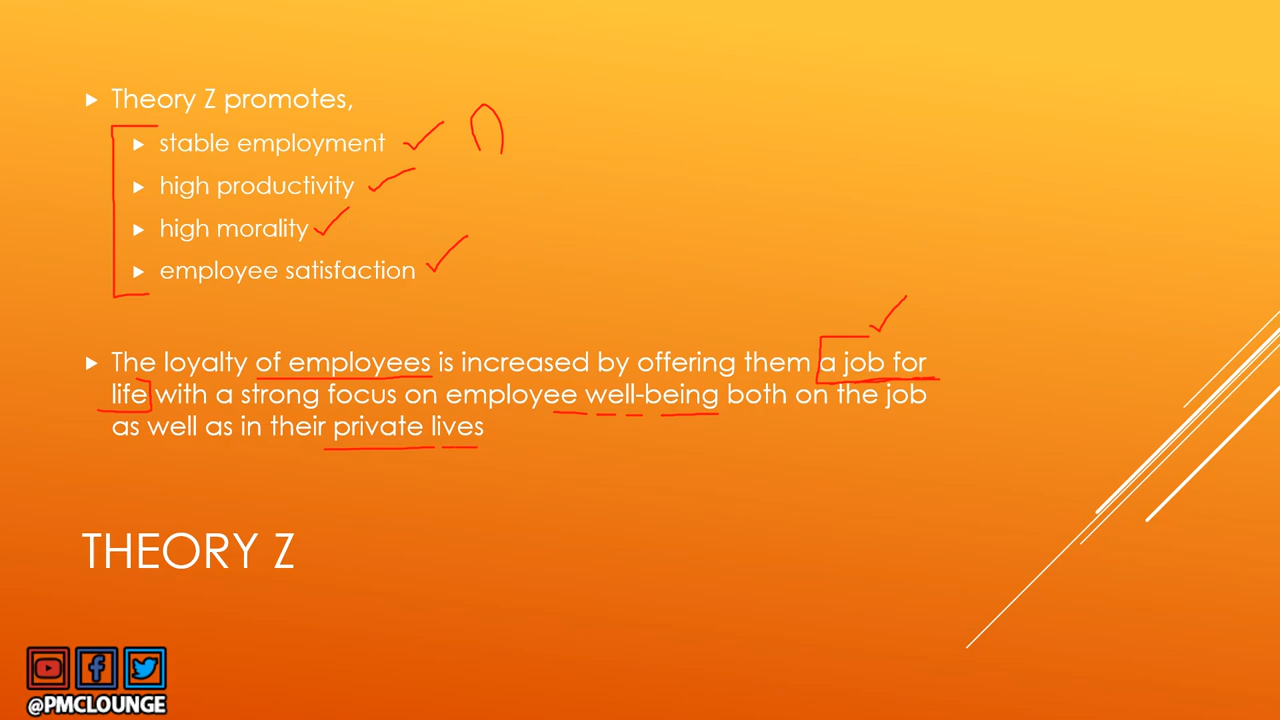 Theory Z promotes,
stable employment
high productivity
high morality
employee satisfaction
The loyalty of employees is increased by offering them a job for
life with a strong focus on employee well-being both on the job
as well as in their private lives
THEORY Z
@PMCLOUNGE